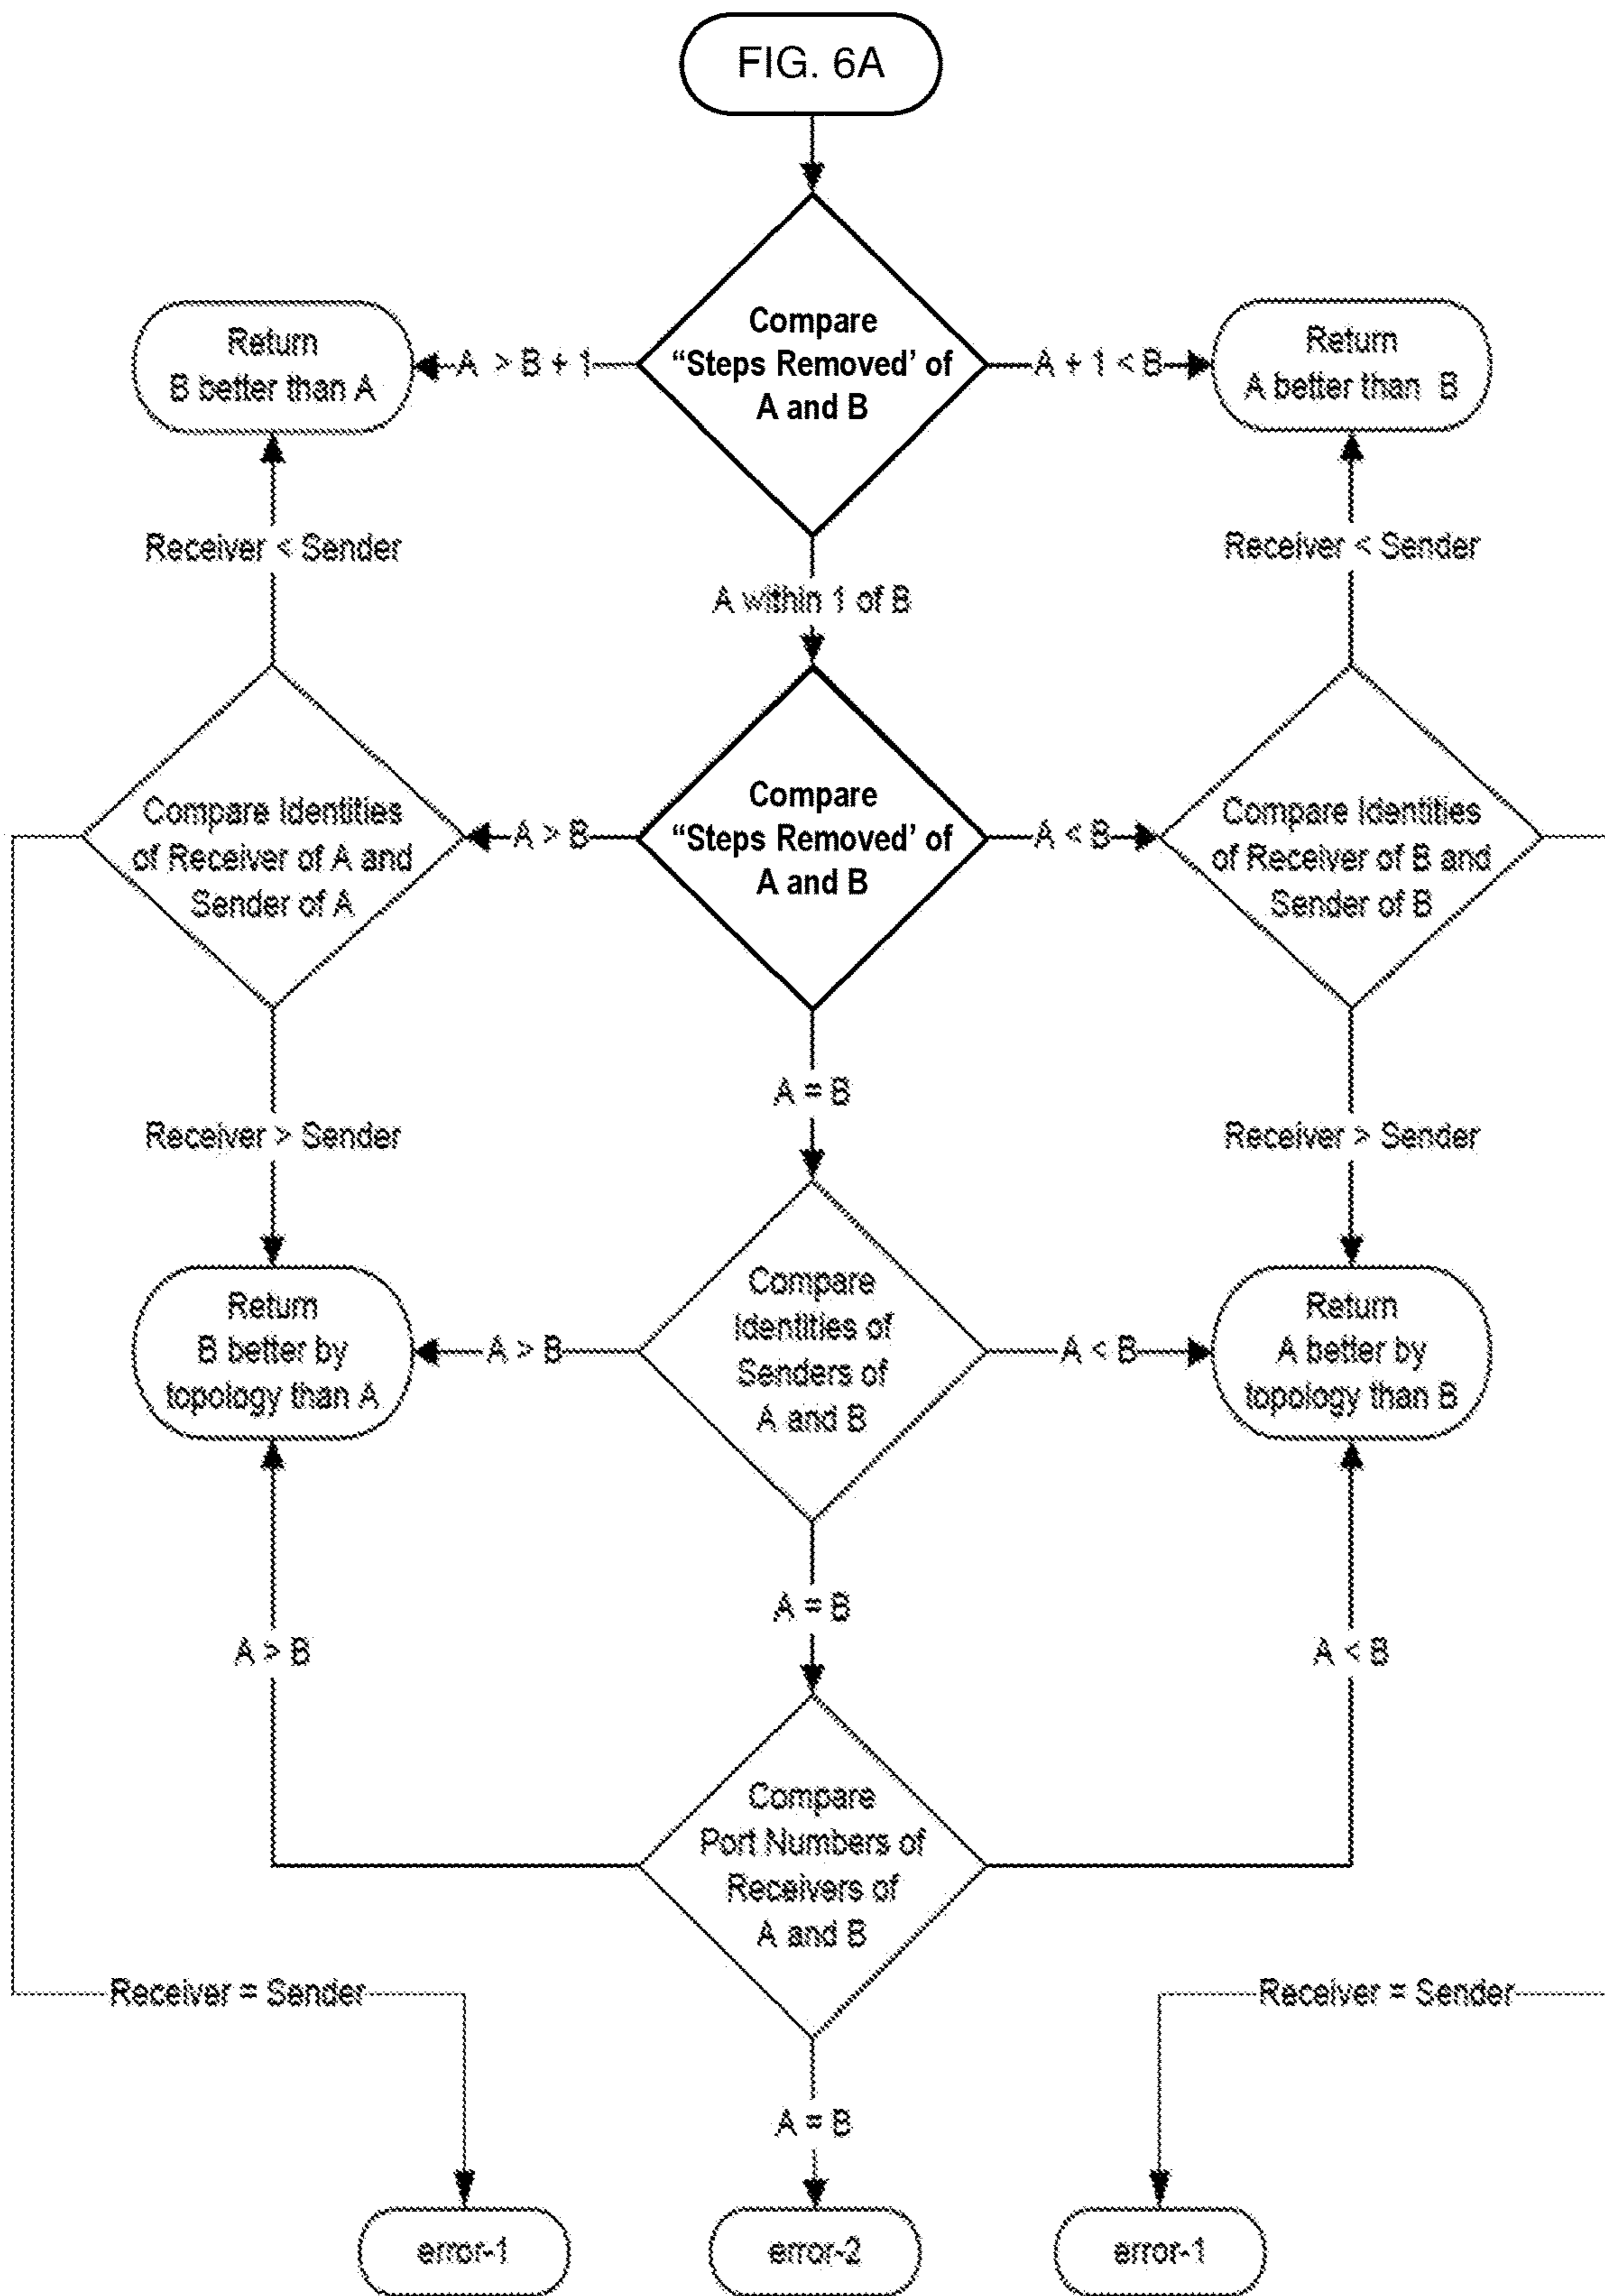 FIG. 6A
Compare
“Steps Removed’ of
A and B
Return
B better than A
A > B + 1
A + 1 < B
Return
A better than B
Receiver < Sender
Receiver < Sender
A within 1 of B
Compare Identities
of Receiver of A and
Sender of A
A > B
Compare
“Steps Removed’ of
A and B
A < B
Compare Identities
of Receiver of B and
Sender of B
A = B
Receiver > Sender
Receiver > Sender
Return
B better by
topology than A
A > B
Compare
Identities of
Senders of
A and B
A < B
Return
A better by
topology than B
A = B
A > B
A < B
Compare
Port Numbers of
Receivers of
A and B
Receiver = Sender
Receiver = Sender
A = B
error-1
error-2
error-1